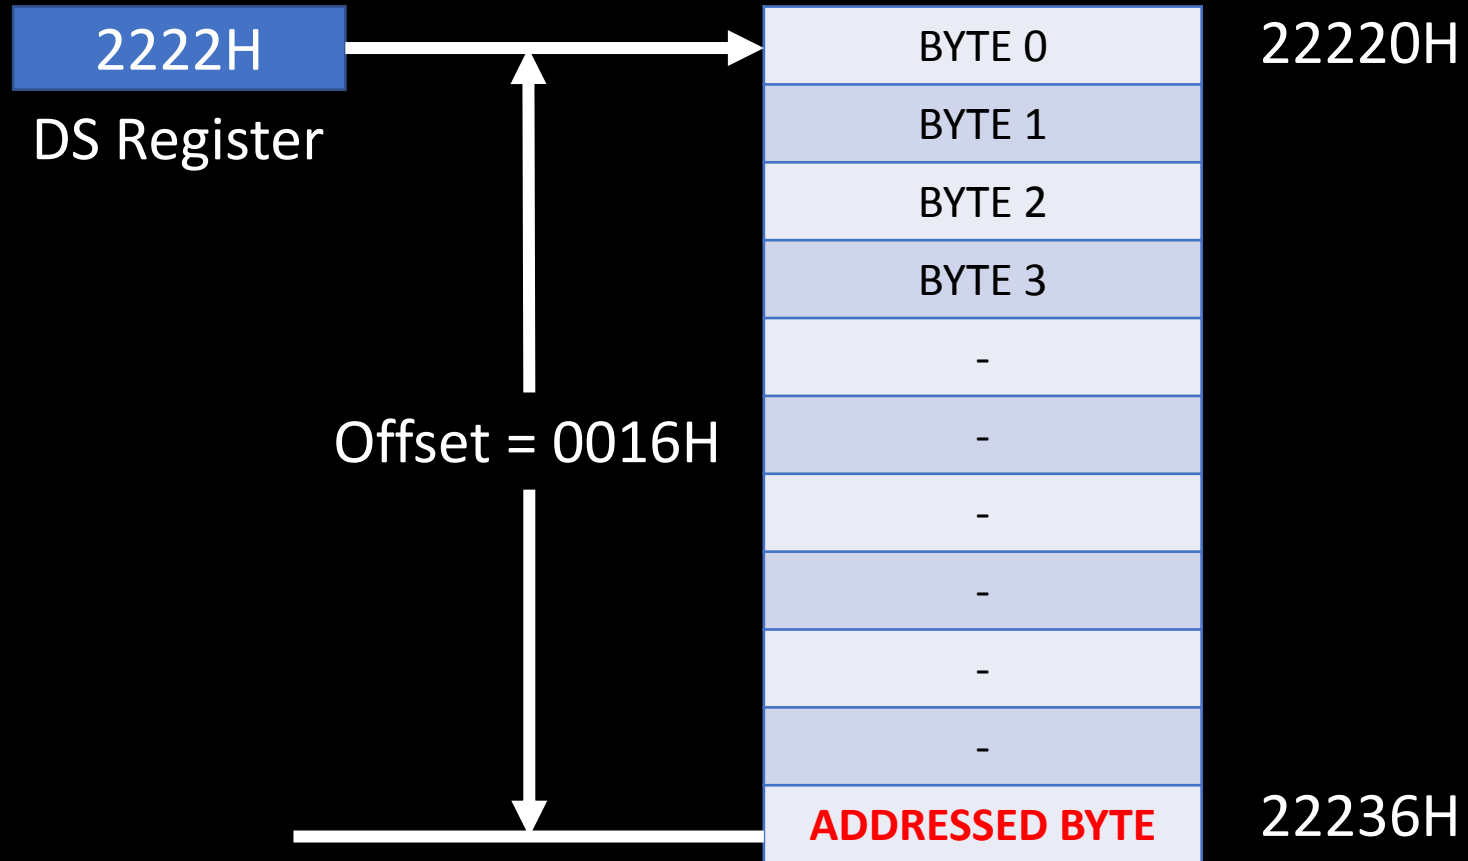 2222H
DS Register
Offset = 0016H
BYTE 0
BYTE 1
BYTE 2
BYTE 3
-
-
-
-
-
-
ADDRESSED BYTE
22220H
22236H